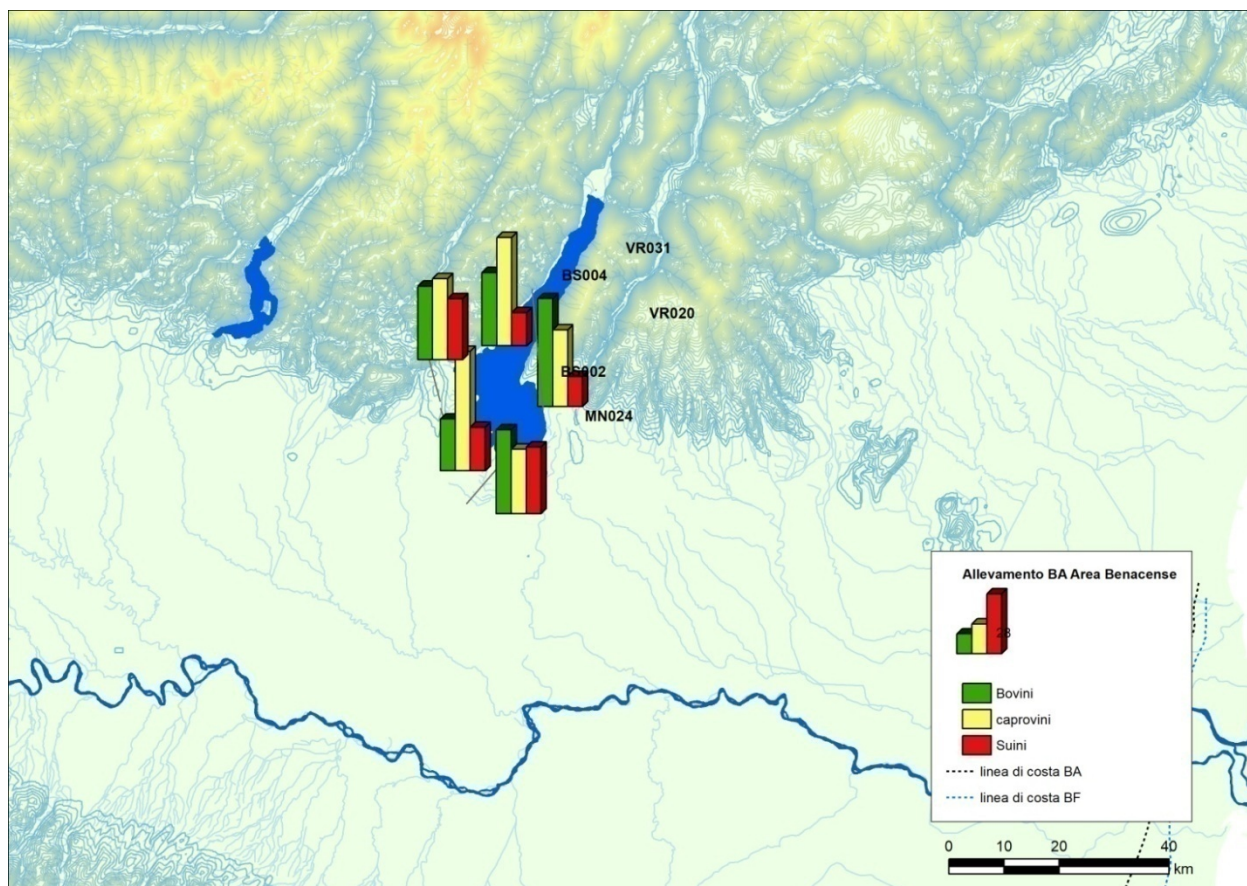 VR031
BS004
VR020
BS002
MN024
Allevamento BA Area Benacense
28
Bovini
caprovini
Suini
linea di costa BA
linea di costa BF
0 10 20 40
km